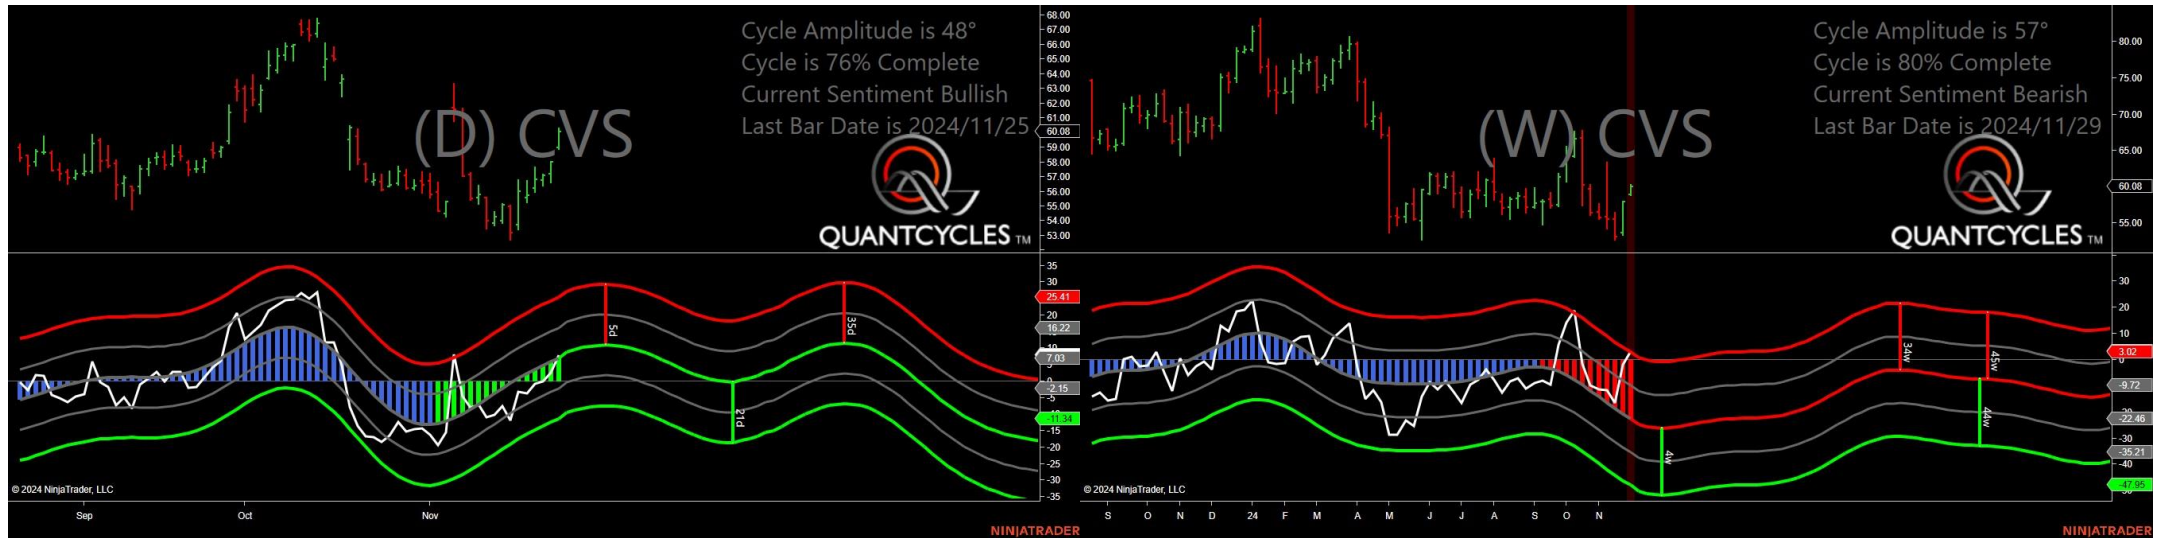 Cycle Amplitude is 48°
Cycle is 76% Complete
Current Sentiment Bullish
Last Bar Date is 2024/11/25
(D) CVS
QUANTCYCLES TM
68.00
67.00
66.00
65.00
64.00
63.00
62.00
61.00
60.08
59.00
58.00
57.00
56.00
55.00
54.00
53.00
35
30
25.41
20
16.22
7.03
0
-2.15
-5
-11.34
-15
-20
-25
-30
-35
5d
21d
35d
© 2024 NinjaTrader, LLC
Sep
Oct
Nov
NINJATRADER
Cycle Amplitude is 57°
Cycle is 80% Complete
Current Sentiment Bearish
Last Bar Date is 2024/11/29
(W) CVS
QUANTCYCLES TM
80.00
75.00
70.00
65.00
60.08
55.00
30
20
10
0
3.02
-9.72
-22.46
-30
-35.21
-40
-47.95
4w
34w
44w
45w
© 2024 NinjaTrader, LLC
S
O
N
D
24
F
M
A
M
J
J
A
S
O
N
NINJATRADER